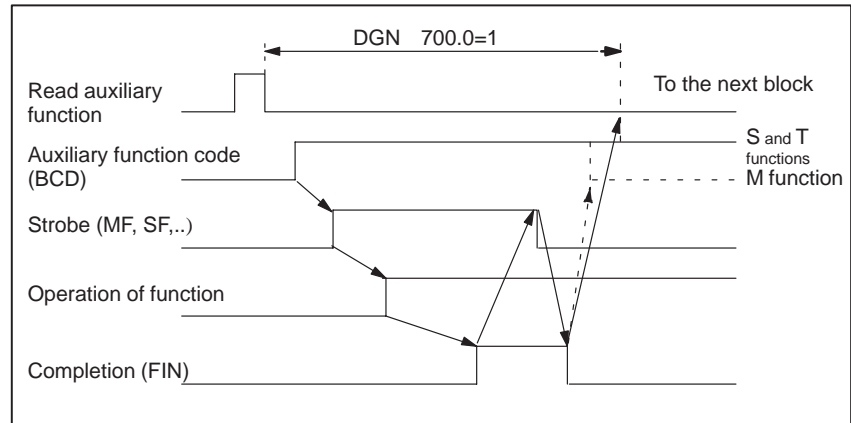 DGN 700.0=1
Read auxiliary
function
To the next block
Auxiliary function code
(BCD)
S and T
functions
M function
Strobe (MF, SF,..)
Operation of function
Completion (FIN)